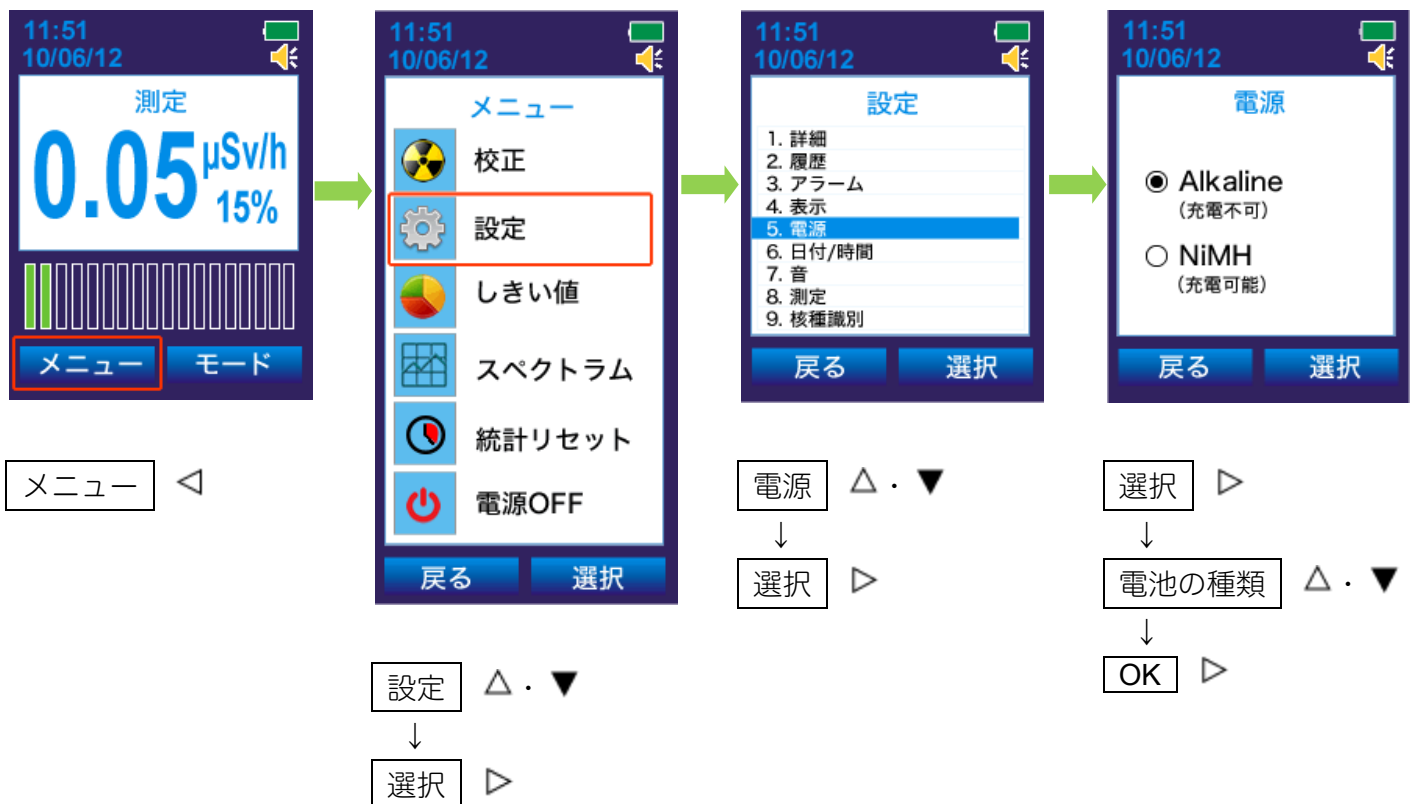 11:51
10/06/12
測定
0.05 µSv/h
15%
メニュー モード
メニュー ◁
11:51
10/06/12
メニュー
校正
設定
しきい値
スペクトラム
統計リセット
電源OFF
戻る 選択
設定 △・▼
↓
選択 ▷
11:51
10/06/12
設定
1. 詳細
2. 履歴
3. アラーム
4. 表示
5. 電源
6. 日付/時間
7. 音
8. 測定
9. 核種識別
戻る 選択
電源 △・▼
↓
選択 ▷
11:51
10/06/12
電源
Alkaline
(充電不可)
NiMH
(充電可能)
戻る 選択
選択 ▷
↓
電池の種類 △・▼
↓
OK ▷